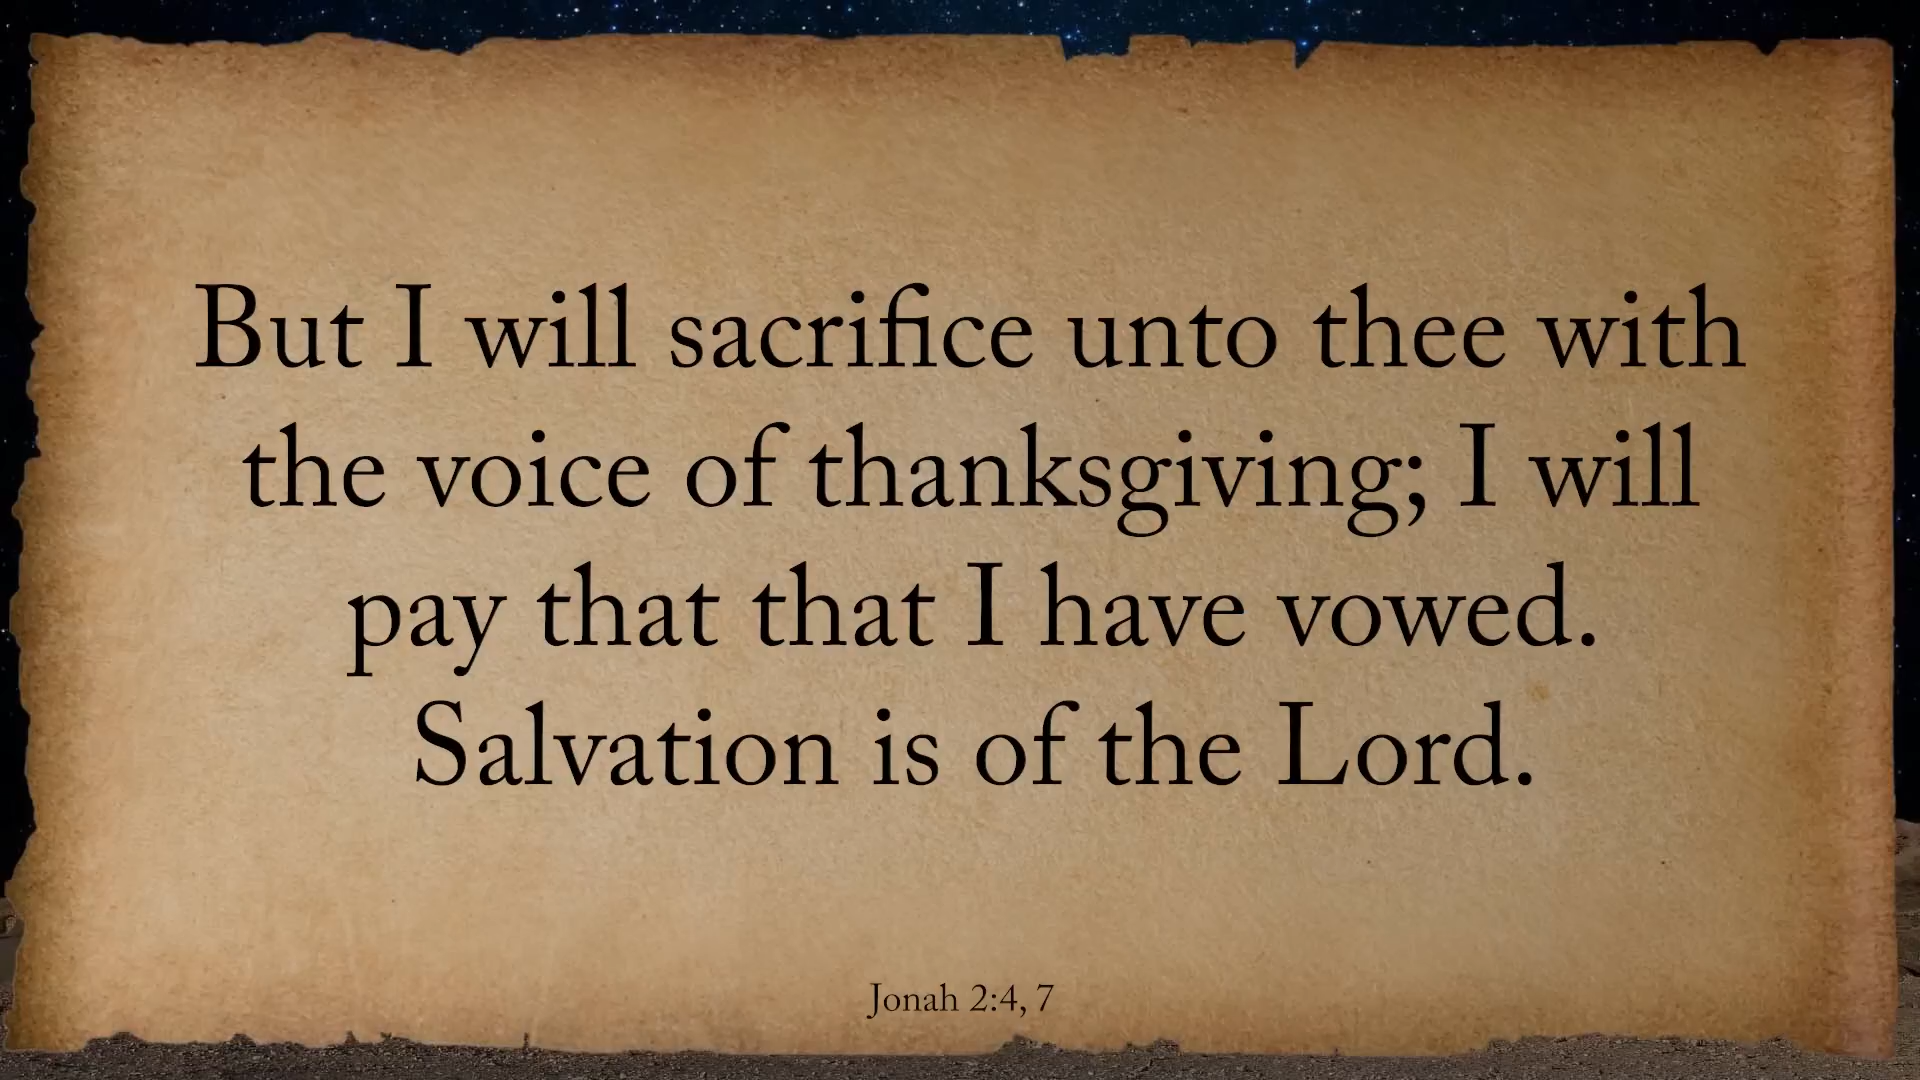 But I will sacrifice unto thee with
the voice of thanksgiving; I will
pay that that I have vowed.
Salvation is of the Lord.
Jonah 2:4, 7